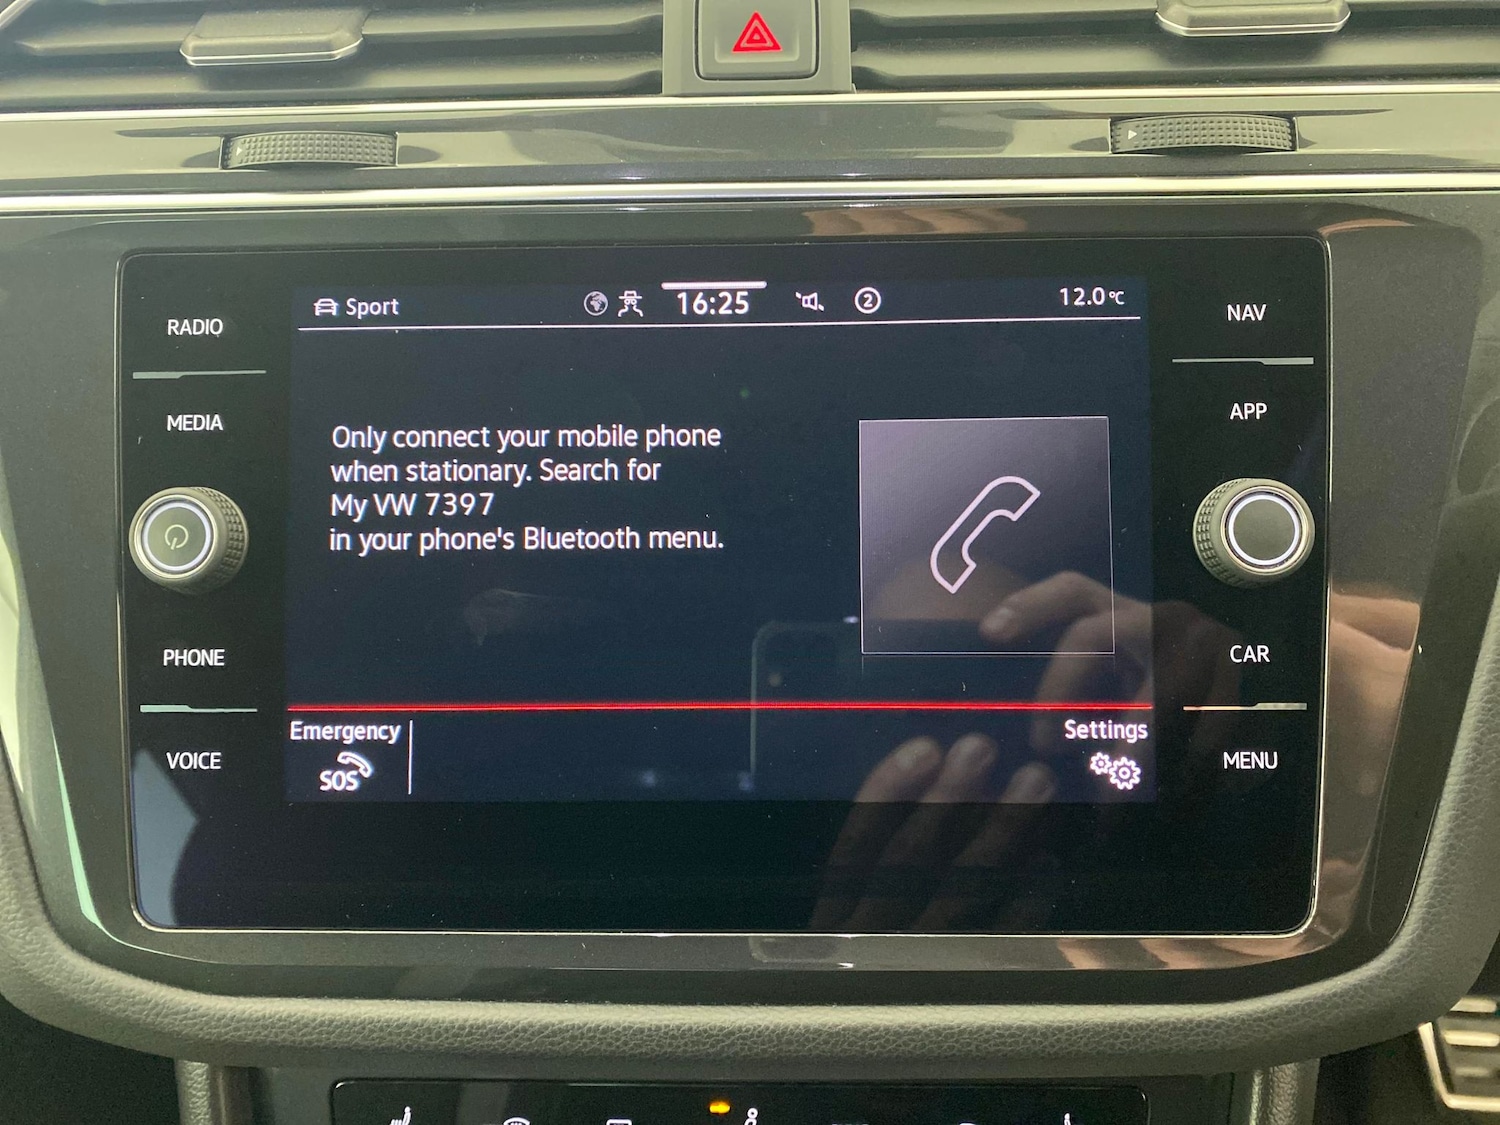 Sport
16:25
2
12.0°C
RADIO
MEDIA
PHONE
VOICE
NAV
APP
CAR
MENU
Only connect your mobile phone
when stationary. Search for
My VW 7397
in your phone's Bluetooth menu.
Emergency
SOS
Settings